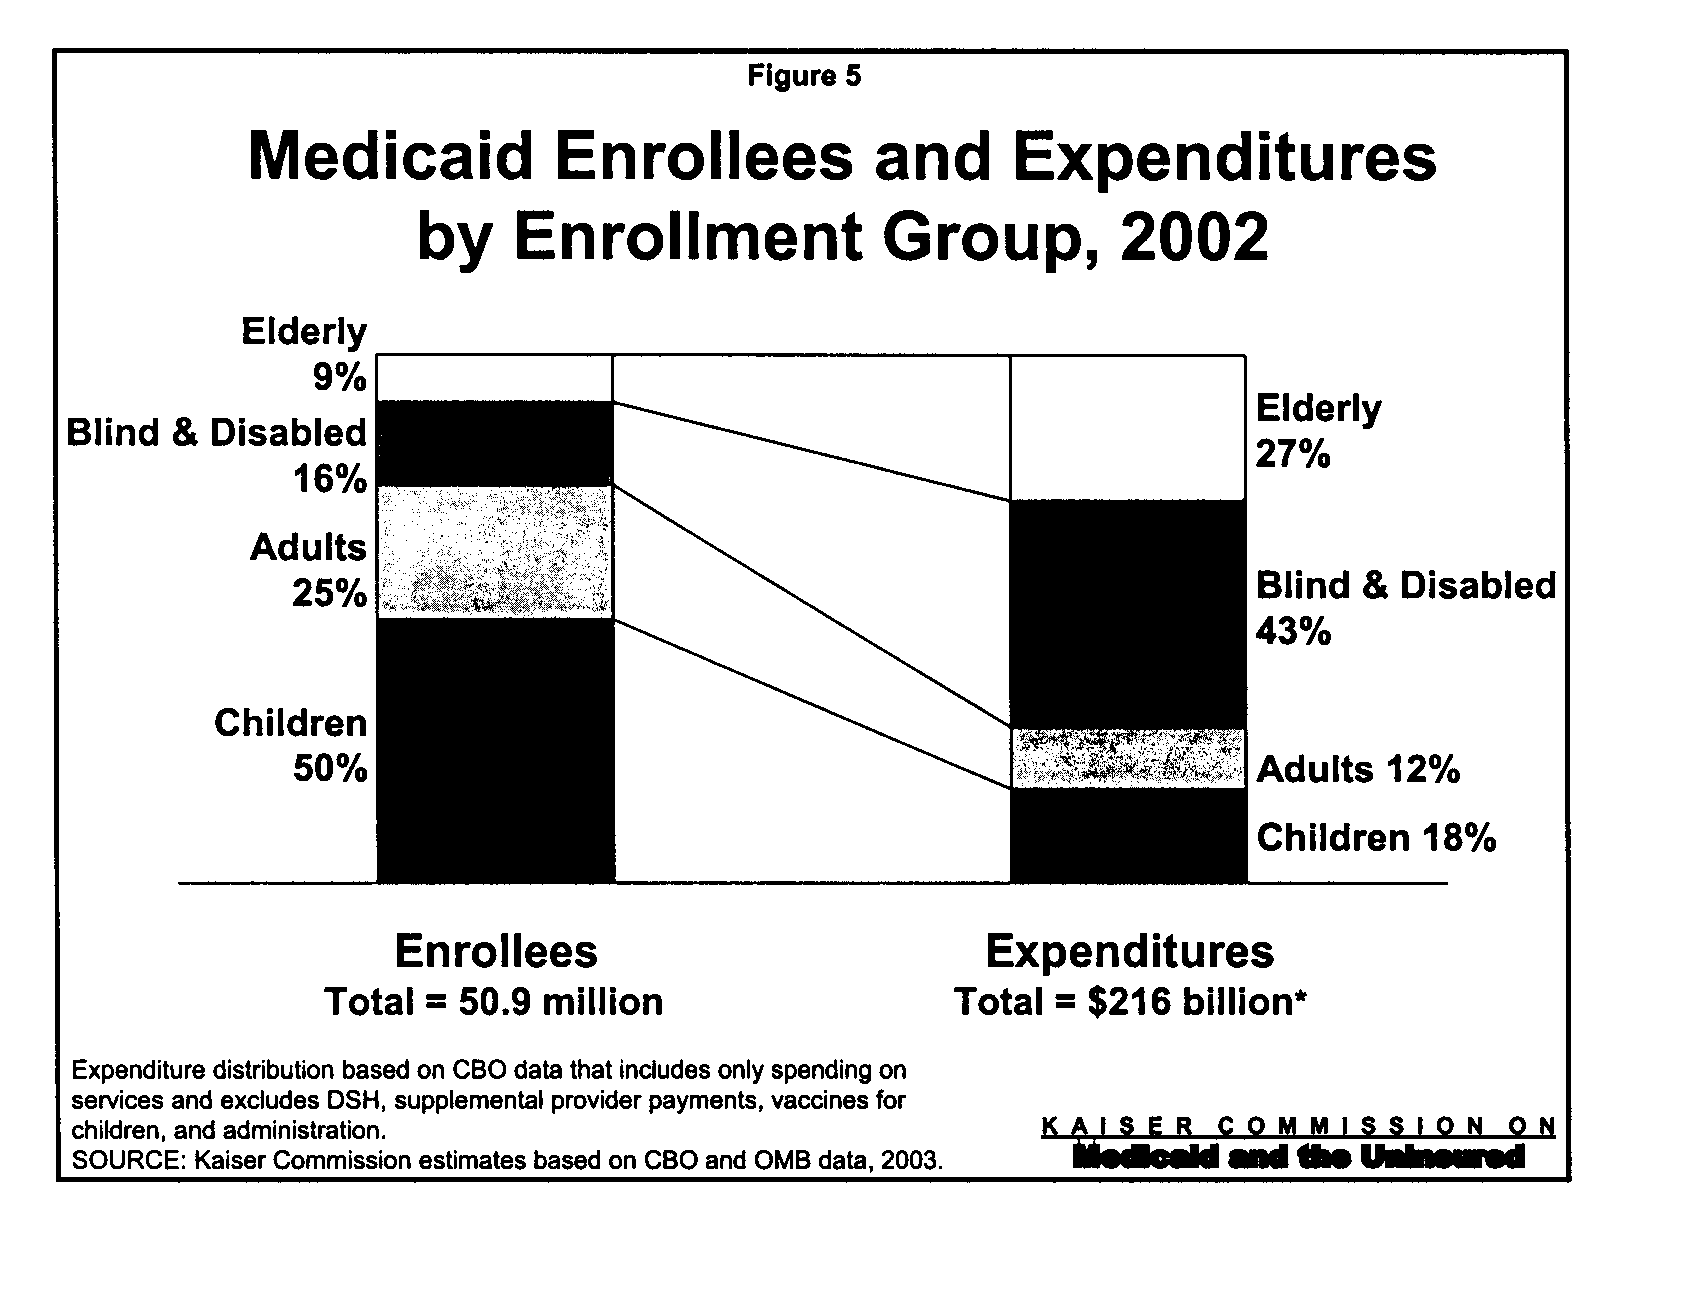 Figure 5
Medicaid Enrollees and Expenditures
by Enrollment Group, 2002
Elderly
9%
Blind & Disabled
16%
Adults
25%
Children
50%
Elderly
27%
Blind & Disabled
43%
Adults 12%
Children 18%
Enrollees
Total = 50.9 million
Expenditures
Total = $216 billion*
Expenditure distribution based on CBO data that includes only spending on
services and excludes DSH, supplemental provider payments, vaccines for
children, and administration.
SOURCE: Kaiser Commission estimates based on CBO and OMB data, 2003.
KAISER COMMISSION ON
Medicaid and the Uninsured